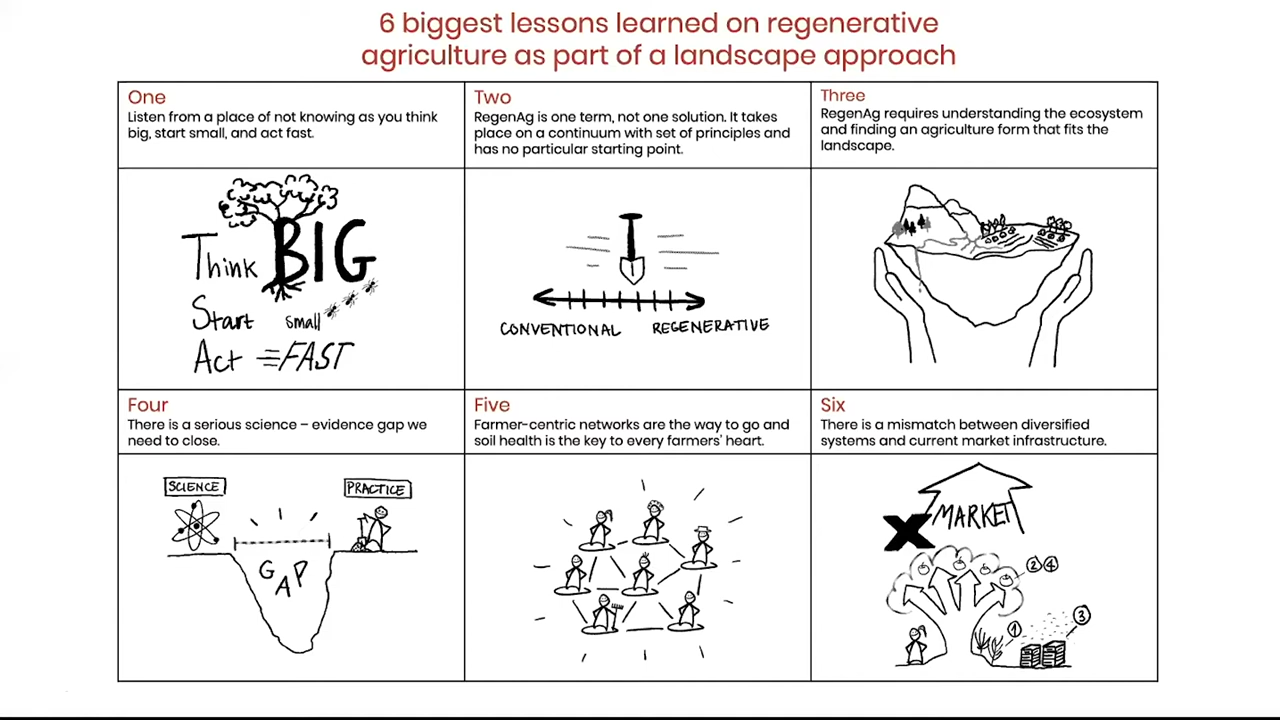 6 biggest lessons learned on regenerative
agriculture as part of a landscape approach
One
Listen from a place of not knowing as you think
big, start small, and act fast.
Think BIG
Start small
Act FAST
Two
RegenAg is one term, not one solution. It takes
place on a continuum with set of principles and
has no particular starting point.
CONVENTIONAL REGENERATIVE
Three
RegenAg requires understanding the ecosystem
and finding an agriculture form that fits the
landscape.
Four
There is a serious science – evidence gap we
need to close.
SCIENCE PRACTICE
GAP
Five
Farmer-centric networks are the way to go and
soil health is the key to every farmers' heart.
Six
There is a mismatch between diversified
systems and current market infrastructure.
MARKET
2 4
1 3